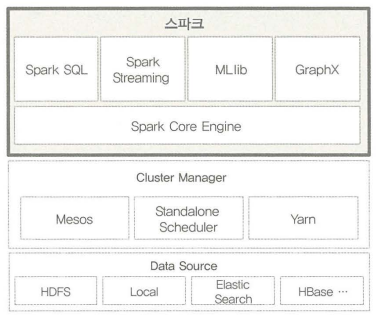 스파크
Spark SQL
Spark
Streaming
MLlib
GraphX
Spark Core Engine
Cluster Manager
Mesos
Standalone
Scheduler
Yarn
Data Source
HDFS
Local
Elastic
Search
HBase …